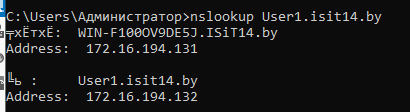 C:\Users\Администратор>nslookup User1.isit14.by
╤хЁтхЁ:  WIN-F100OV9DE5J.ISiT14.by
Address:  172.16.194.131
╚ь :     User1.isit14.by
Address:  172.16.194.132